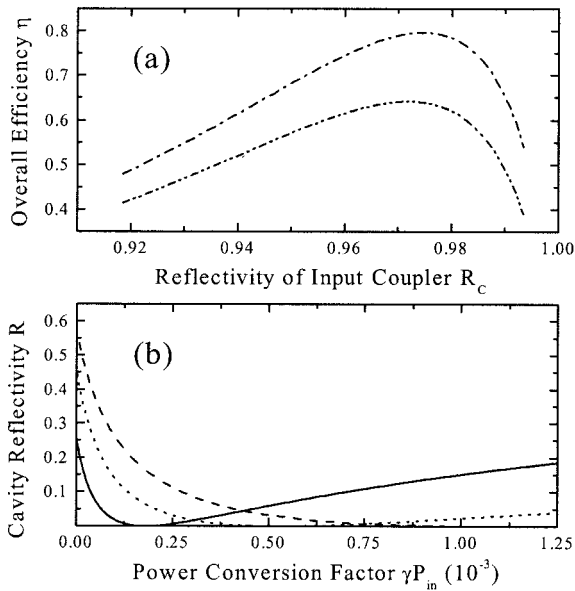 0.8
(a)
0.7
0.6
0.5
0.4
Overall Efficiency η
0.92 0.94 0.96 0.98 1.00
Reflectivity of Input Coupler R_C
0.6
(b)
0.5
0.4
0.3
0.2
0.1
Cavity Reflectivity R
0.00 0.25 0.50 0.75 1.00 1.25
Power Conversion Factor γP_in (10^-3)